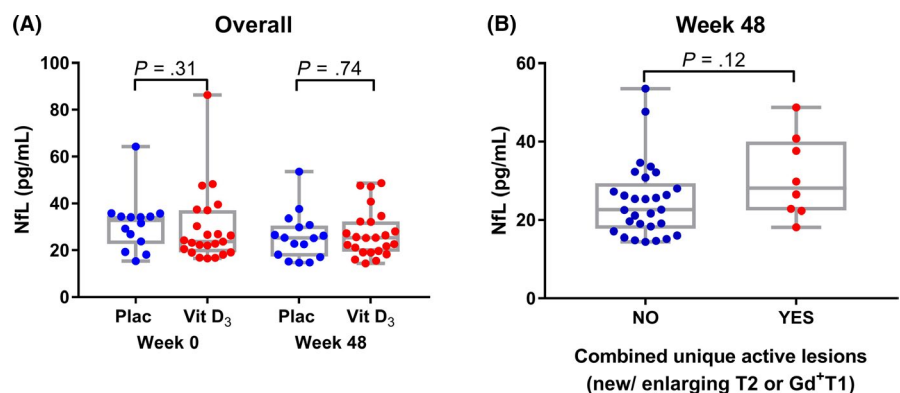 (A) Overall
P = .31
P = .74
NfL (pg/mL)
100
80
60
40
20
0
Plac Vit D₃ Plac Vit D₃
Week 0 Week 48
(B) Week 48
P = .12
NfL (pg/mL)
60
40
20
0
NO YES
Combined unique active lesions
(new/ enlarging T2 or Gd⁺T1)